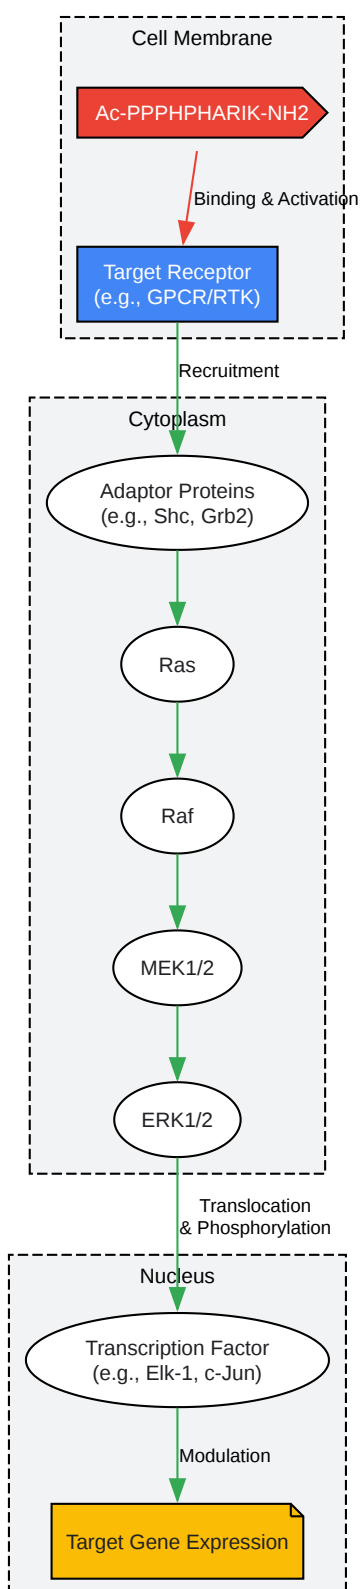 Cell Membrane
Ac-PPPHPHARIK-NH2
Binding & Activation
Target Receptor
(e.g., GPCR/RTK)
Recruitment
Cytoplasm
Adaptor Proteins
(e.g., Shc, Grb2)
Ras
Raf
MEK1/2
ERK1/2
Translocation
& Phosphorylation
Nucleus
Transcription Factor
(e.g., Elk-1, c-Jun)
Modulation
Target Gene Expression